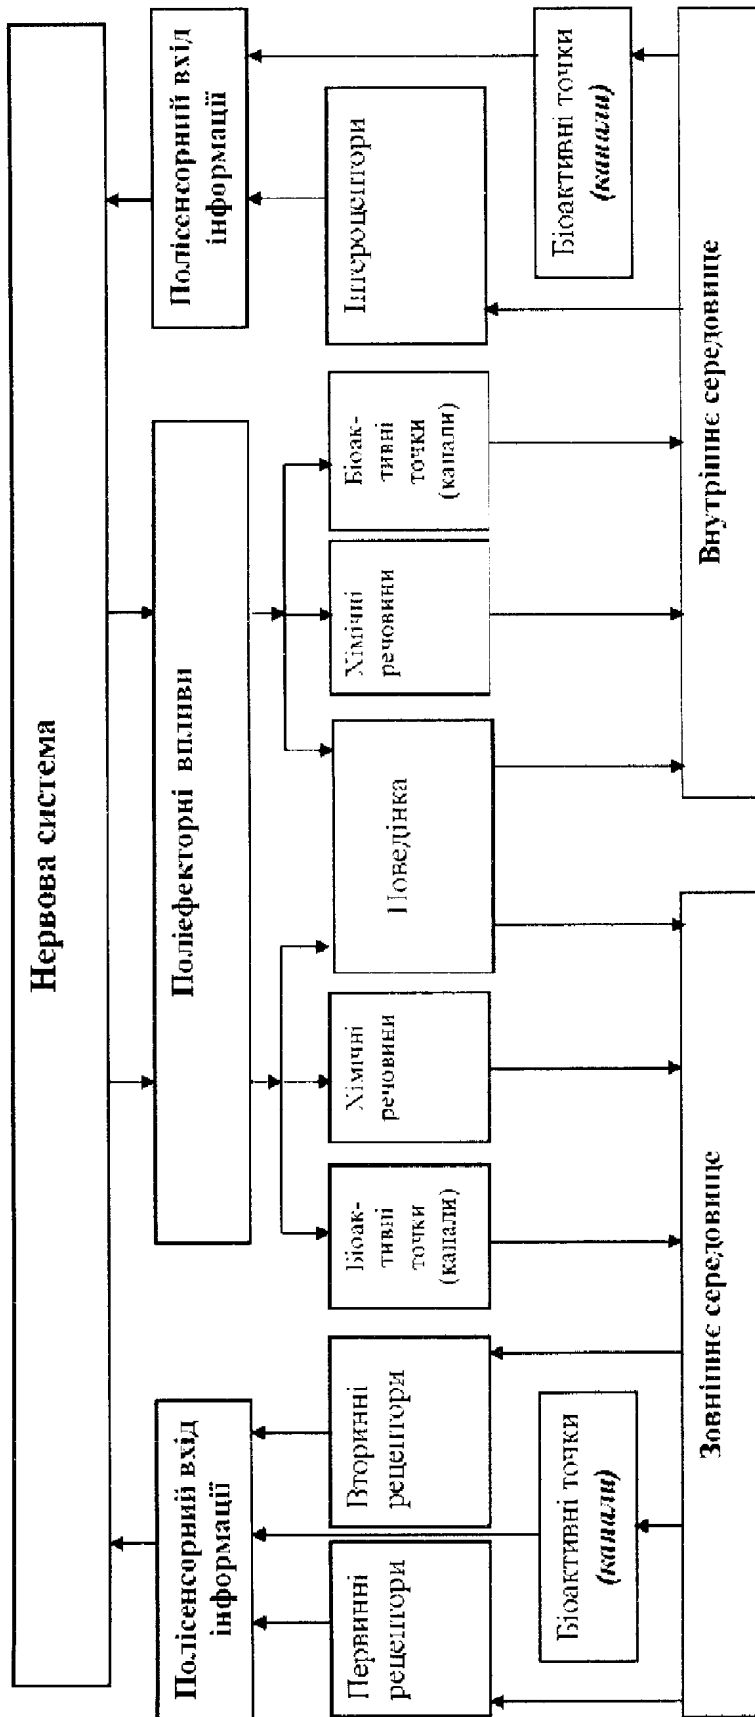 Нервова система
Полісенсорний вхід
інформації
Поліефекторні впливи
Полісенсорний вхід
інформації
Первинні
рецептори
Вторинні
рецептори
Біоак-
тивні
точки
(канали)
Хімічні
речовини
Поведінка
Хімічні
речовини
Біоак-
тивні
точки
(канали)
Інтероцептори
Біоактивні точки
(канали)
Біоактивні точки
(канали)
Зовнішнє середовище
Внутрішнє середовище